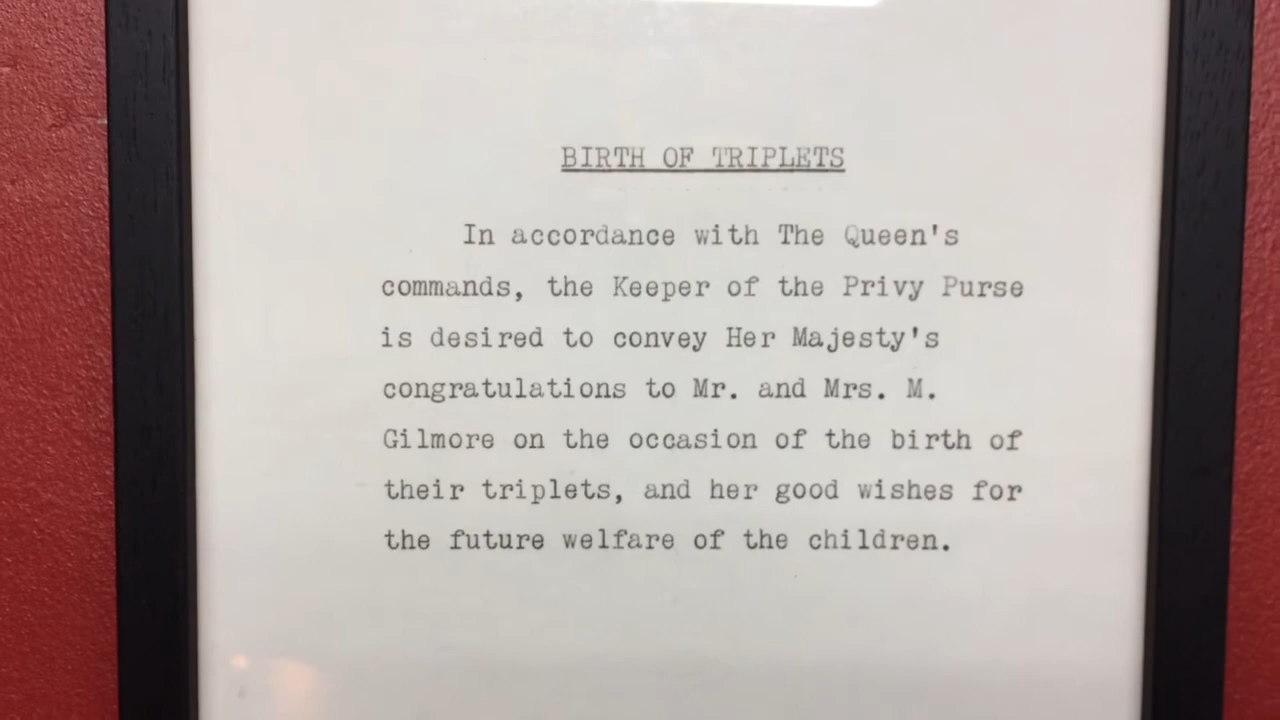 BIRTH OF TRIPLETS
In accordance with The Queen's
commands, the Keeper of the Privy Purse
is desired to convey Her Majesty's
congratulations to Mr. and Mrs. M.
Gilmore on the occasion of the birth of
their triplets, and her good wishes for
the future welfare of the children.